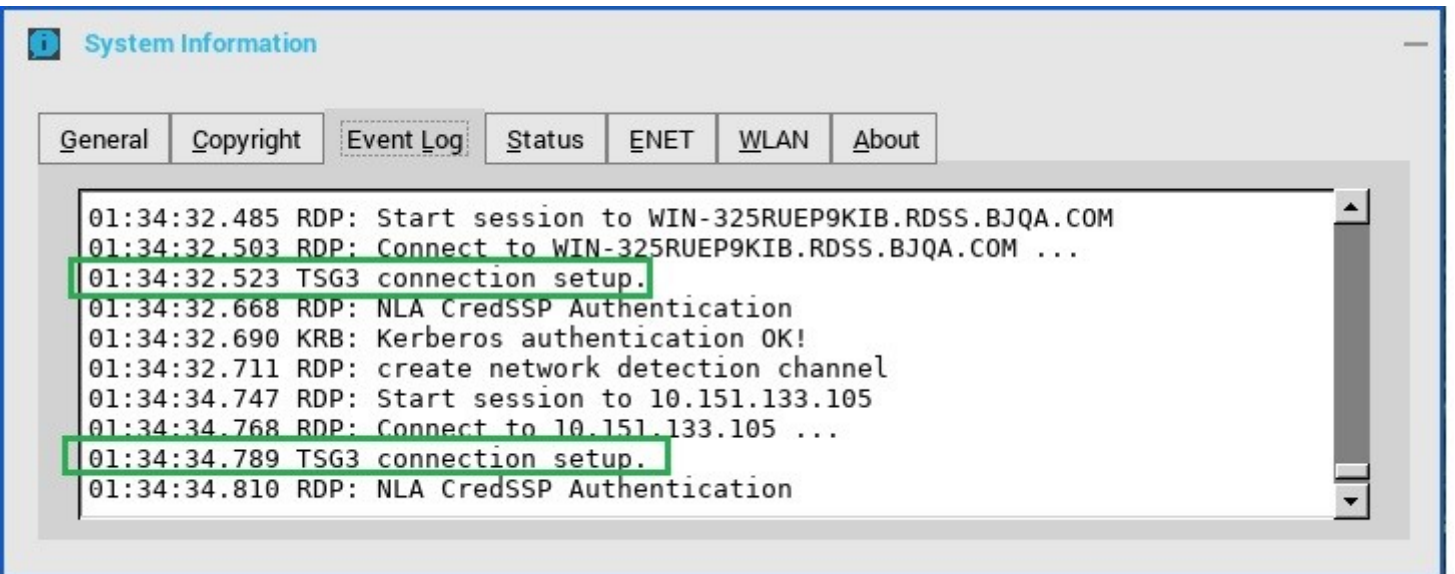 System Information
General Copyright Event Log Status ENET WLAN About
01:34:32.485 RDP: Start session to WIN-325RUEP9KIB.RDSS.BJQA.COM
01:34:32.503 RDP: Connect to WIN-325RUEP9KIB.RDSS.BJQA.COM ...
01:34:32.523 TSG3 connection setup.
01:34:32.668 RDP: NLA CredSSP Authentication
01:34:32.690 KRB: Kerberos authentication OK!
01:34:32.711 RDP: create network detection channel
01:34:34.747 RDP: Start session to 10.151.133.105
01:34:34.768 RDP: Connect to 10.151.133.105 ...
01:34:34.789 TSG3 connection setup.
01:34:34.810 RDP: NLA CredSSP Authentication